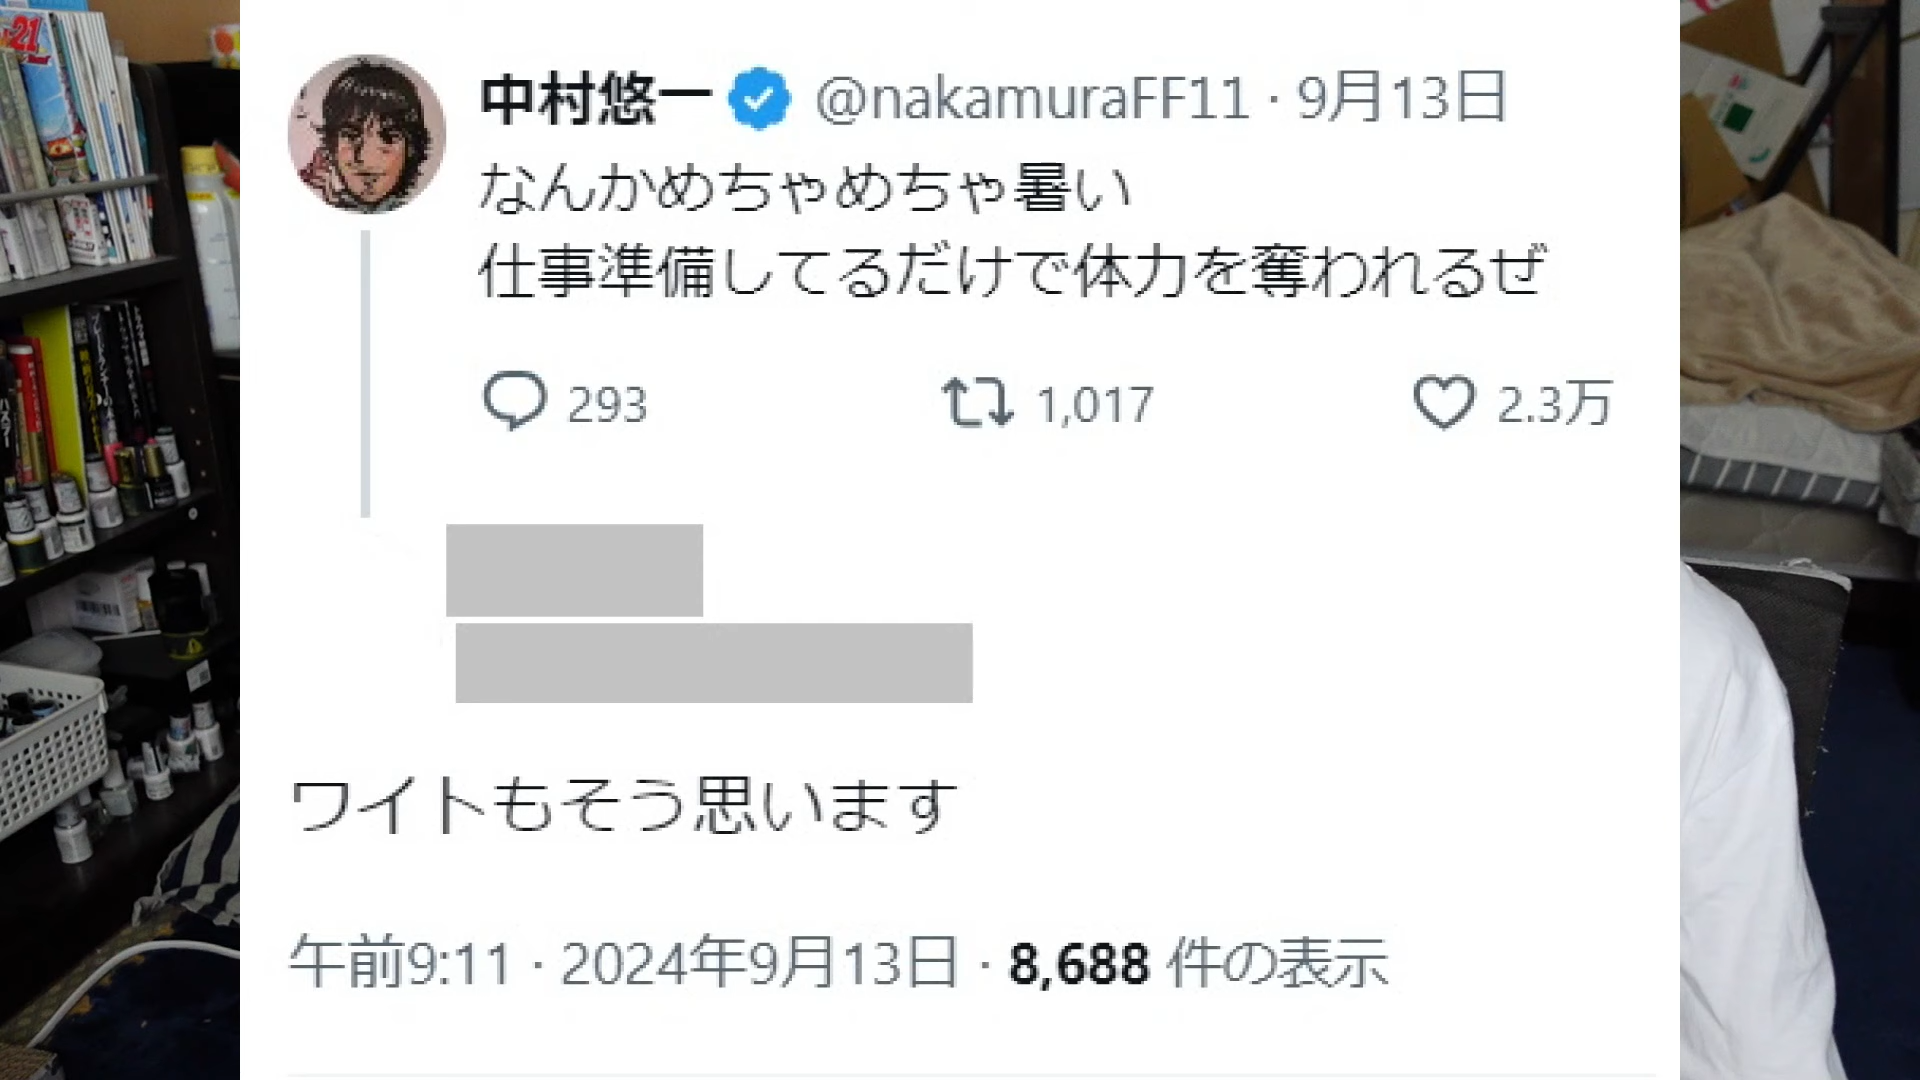 中村悠一 @nakamuraFF11 · 9月13日
なんかめちゃめちゃ暑い
仕事準備してるだけで体力を奪われるぜ
293 1,017 2.3万
ワイトもそう思います
午前9:11 · 2024年9月13日 · 8,688 件の表示
21